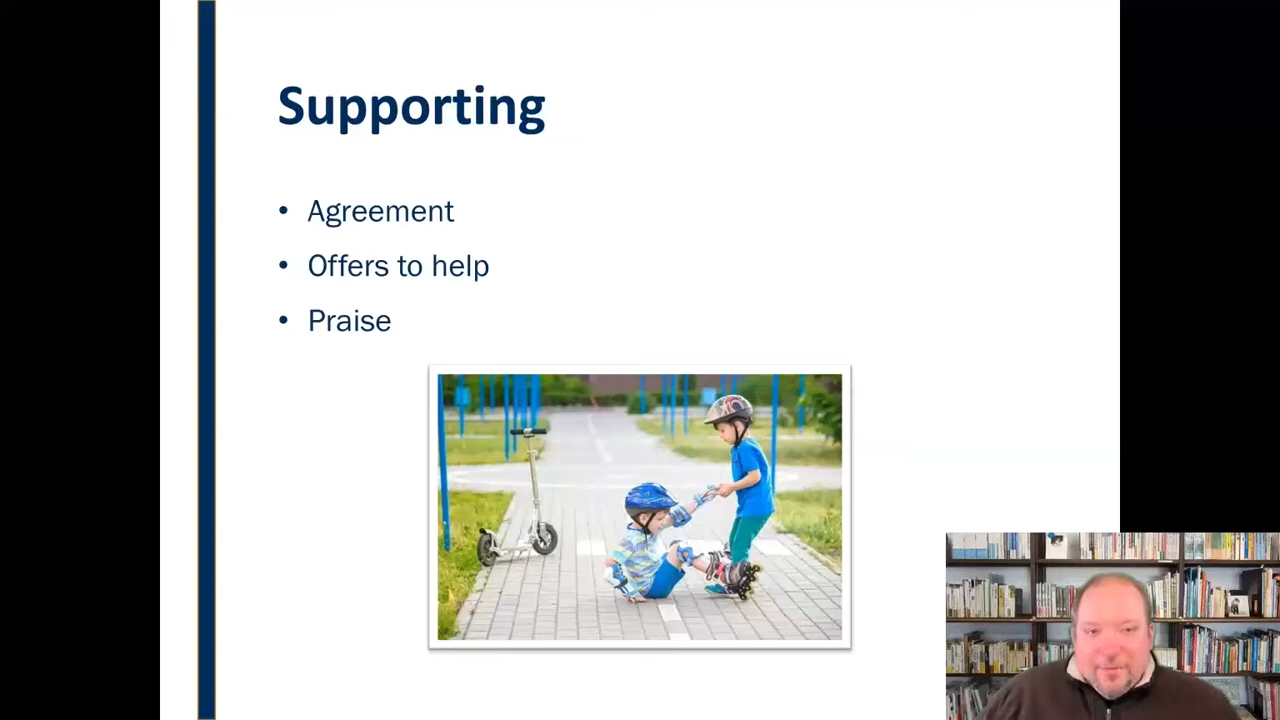 Supporting
• Agreement
• Offers to help
• Praise